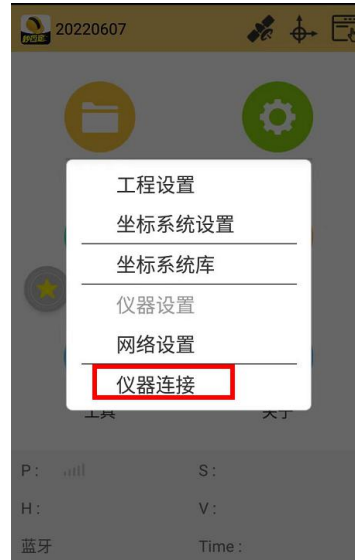 20220607
工程设置
坐标系统设置
坐标系统库
仪器设置
网络设置
仪器连接
工具 关于
P: S:
H: V:
蓝牙 Time: